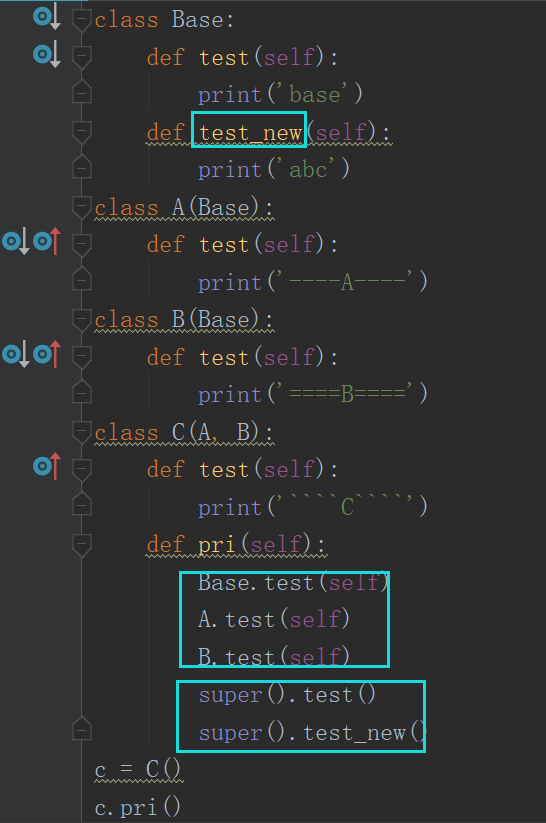 class Base:
    def test(self):
        print('base')
    def test_new(self):
        print('abc')
class A(Base):
    def test(self):
        print('----A----')
class B(Base):
    def test(self):
        print('====B====')
class C(A, B):
    def test(self):
        print('````C````')
    def pri(self):
        Base.test(self)
        A.test(self)
        B.test(self)
        super().test()
        super().test_new()
c = C()
c.pri()